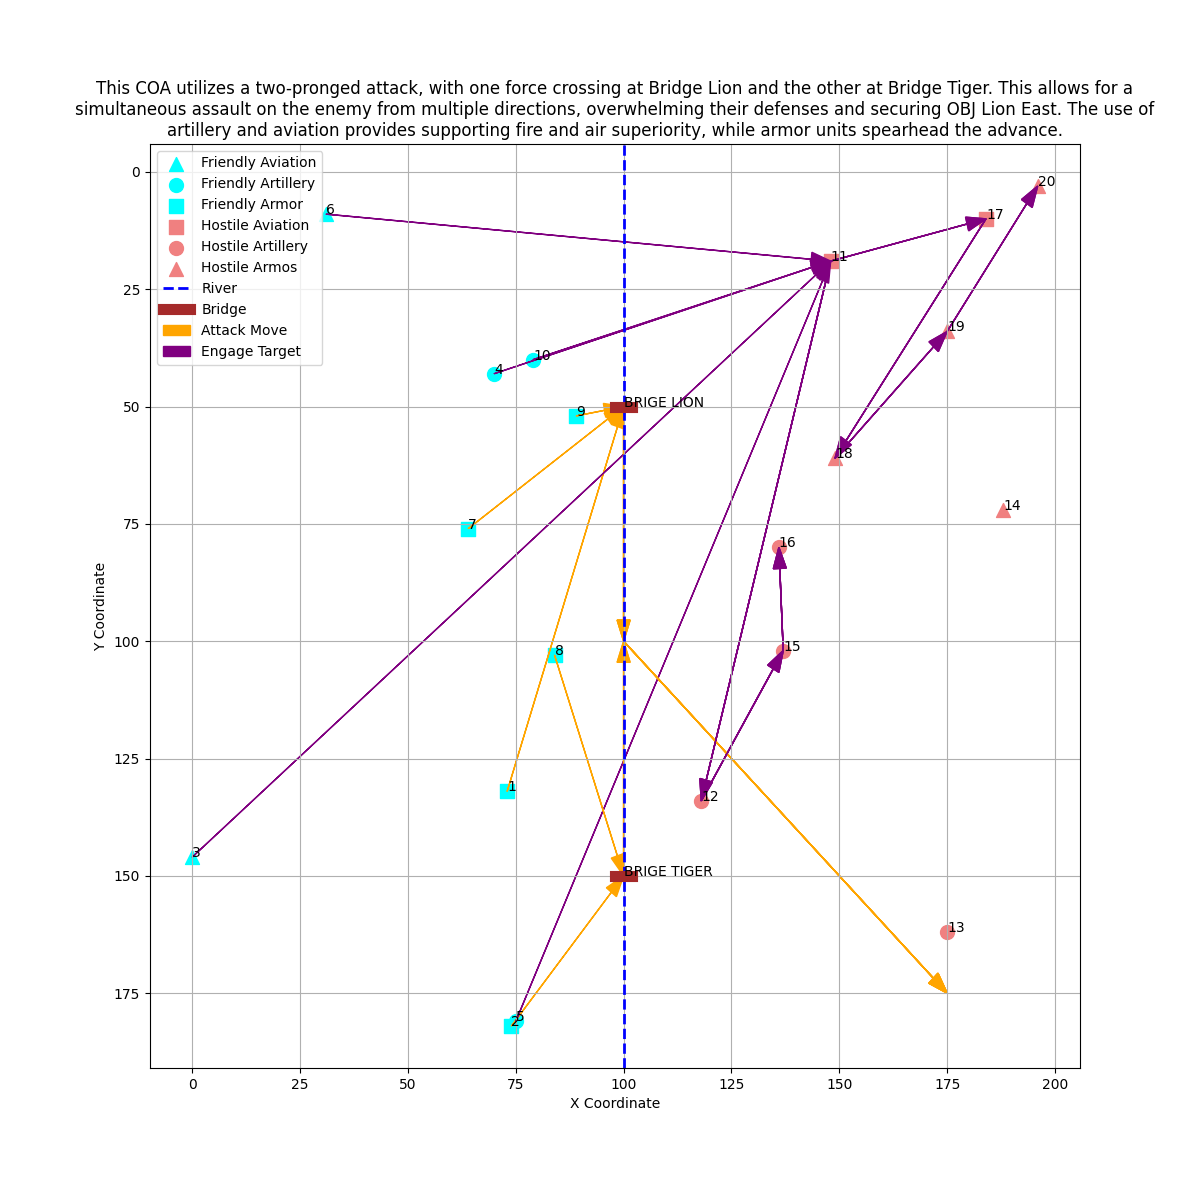 This COA utilizes a two-pronged attack, with one force crossing at Bridge Lion and the other at Bridge Tiger. This allows for a
simultaneous assault on the enemy from multiple directions, overwhelming their defenses and securing OBJ Lion East. The use of
artillery and aviation provides supporting fire and air superiority, while armor units spearhead the advance.
Friendly Aviation
Friendly Artillery
Friendly Armor
Hostile Aviation
Hostile Artillery
Hostile Armos
River
Bridge
Attack Move
Engage Target
0
25
50
75
100
125
150
175
Y Coordinate
20
6
17
11
19
10
4
BRIGE LION
9
18
14
7
16
15
8
1
12
3
BRIGE TIGER
13
5
2
0
25
50
75
100
125
150
175
200
X Coordinate